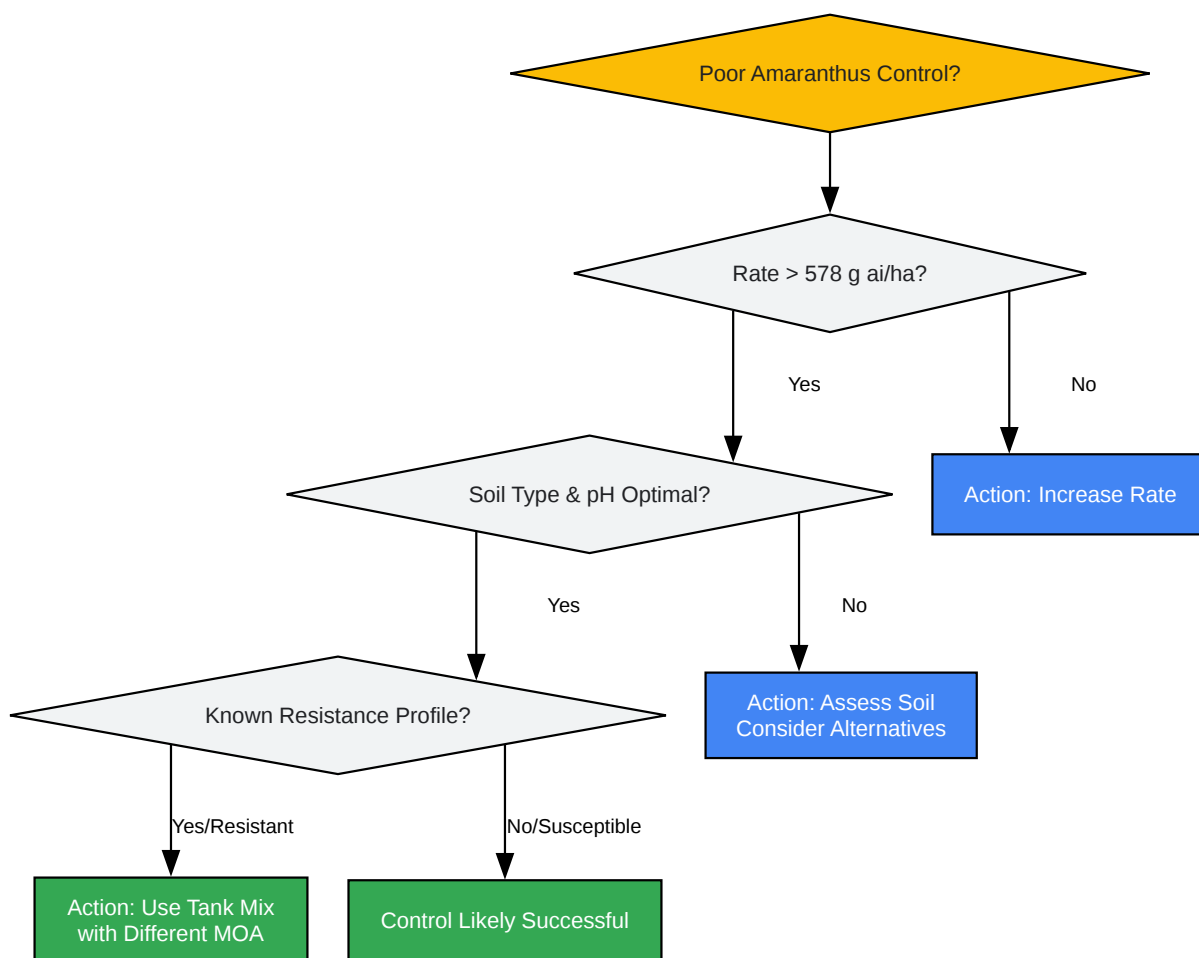 Poor Amaranthus Control?
Rate > 578 g ai/ha?
Yes
No
Soil Type & pH Optimal?
Action: Increase Rate
Yes
No
Known Resistance Profile?
Action: Assess Soil
Consider Alternatives
Yes/Resistant
No/Susceptible
Action: Use Tank Mix
with Different MOA
Control Likely Successful